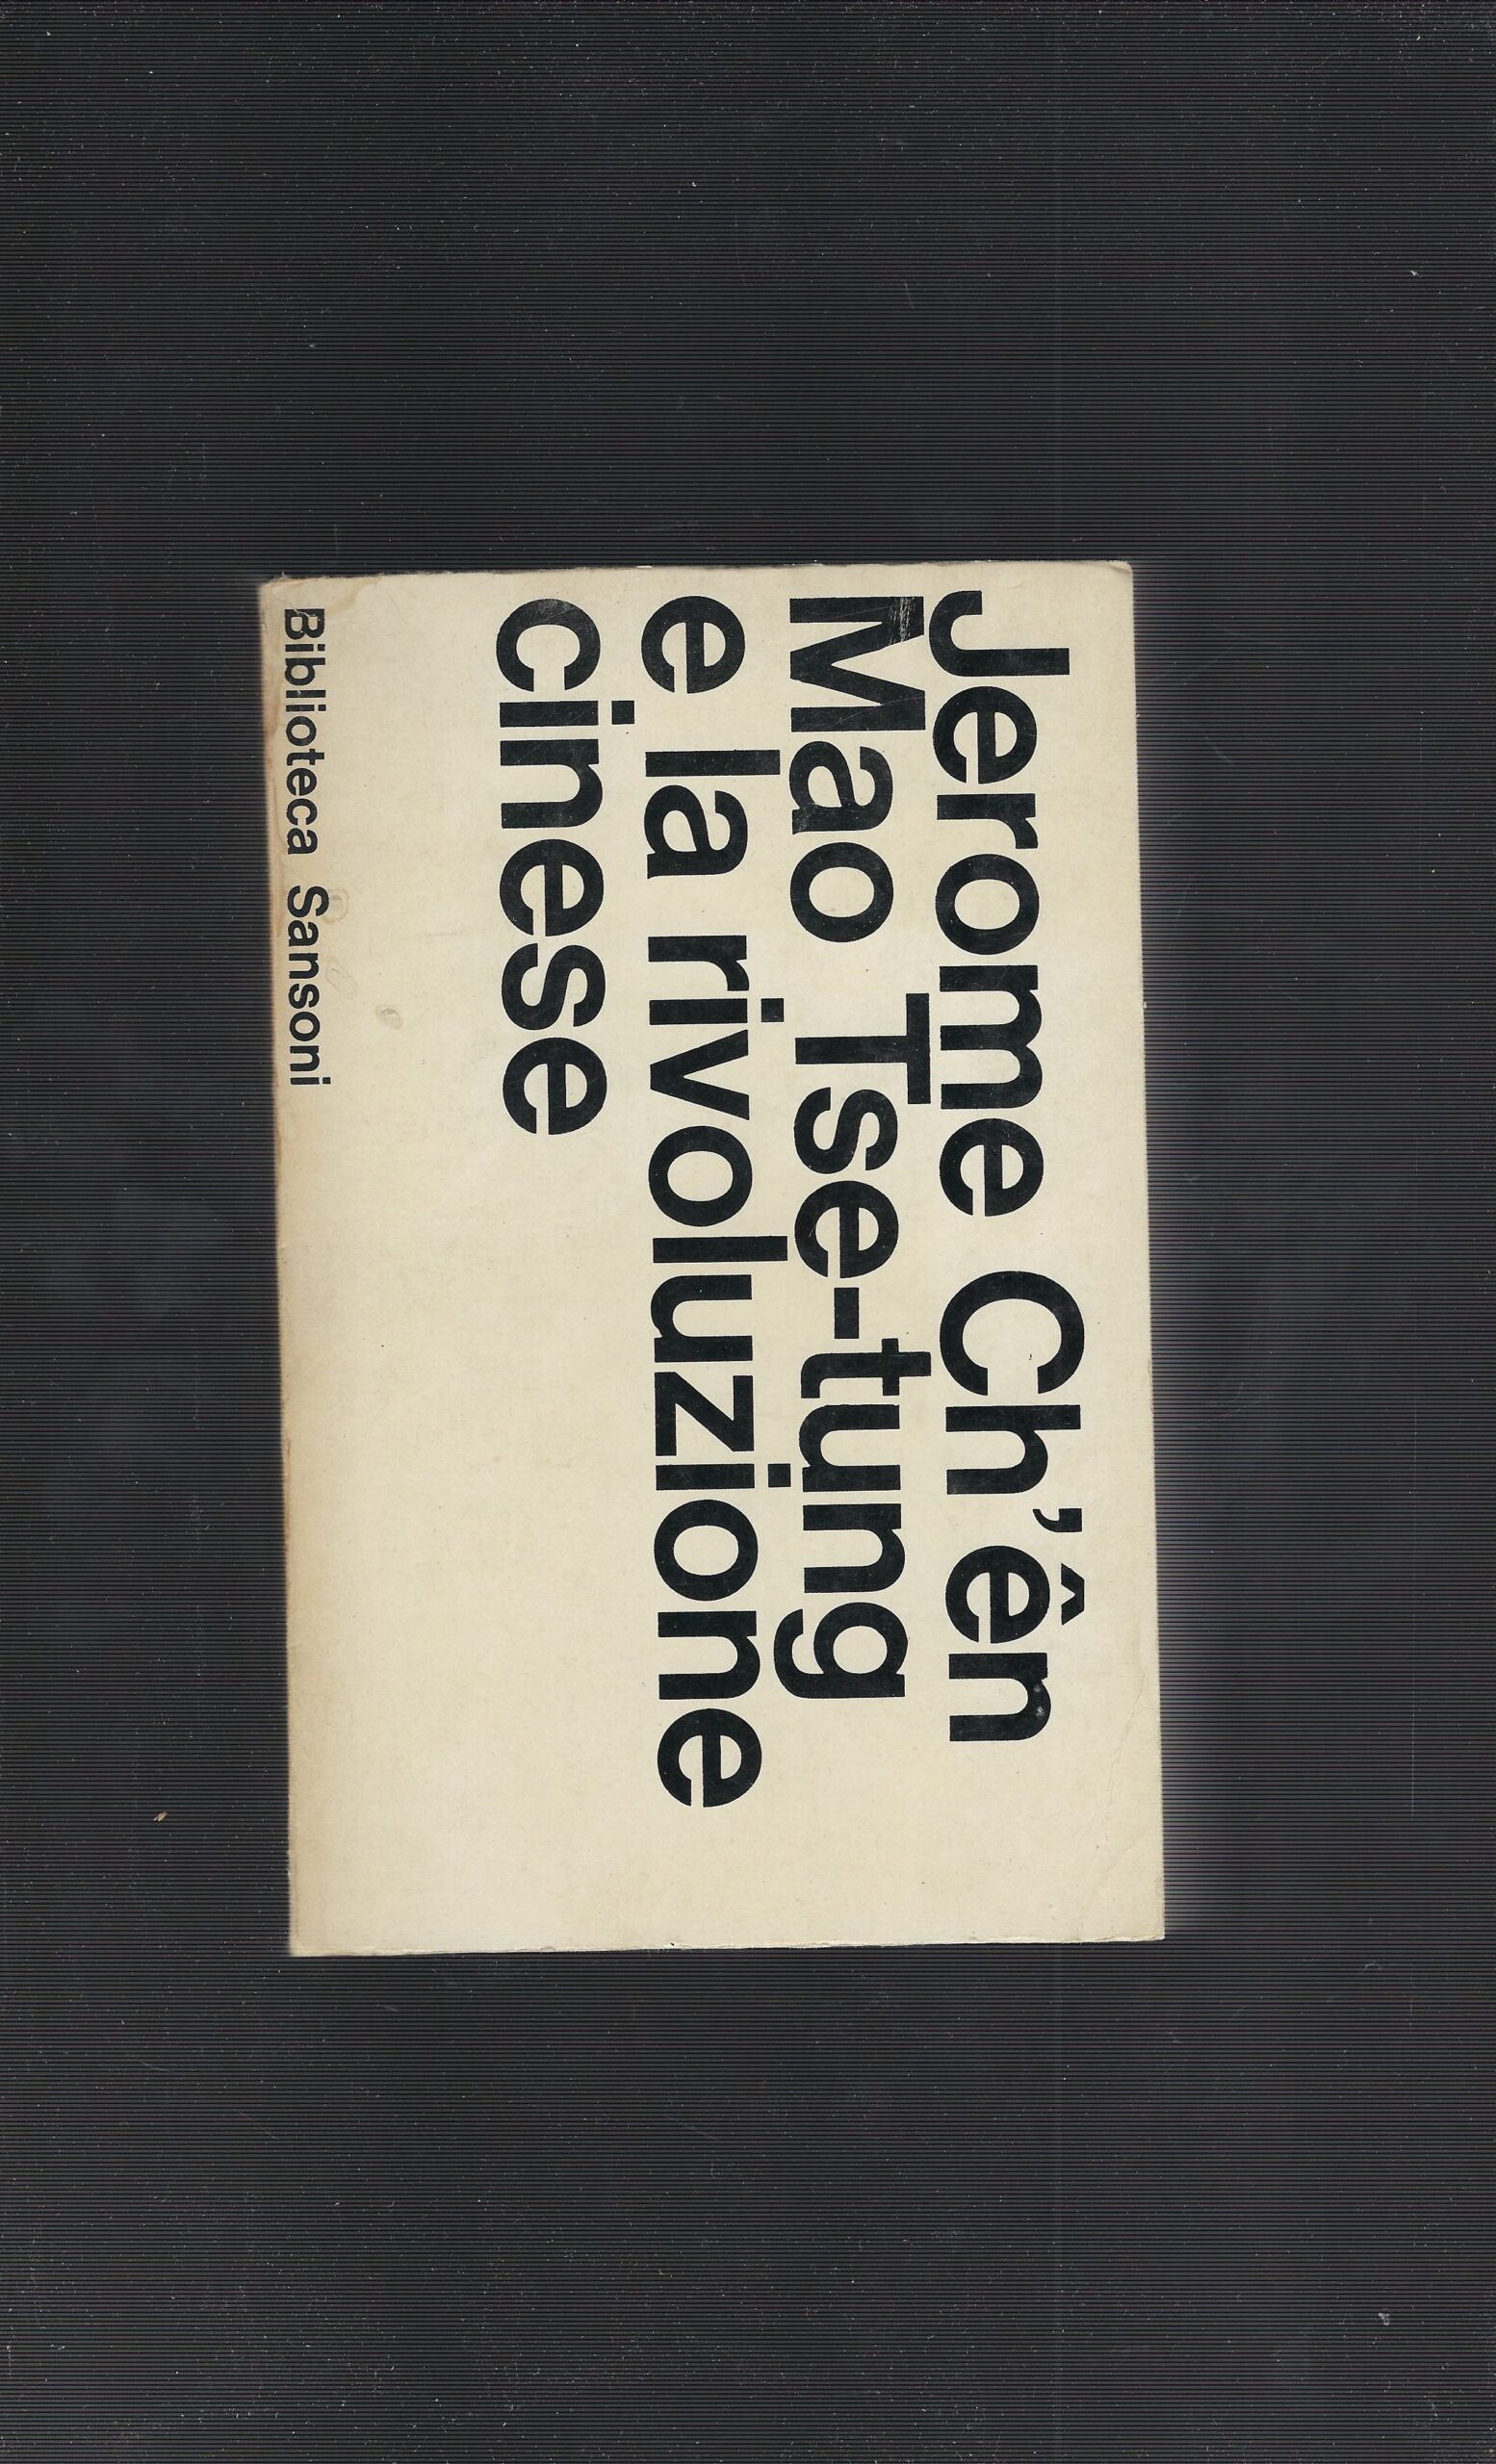 Jerome Ch'ên
Mao Tse-tung
e la rivoluzione
cinese
Biblioteca Sansoni